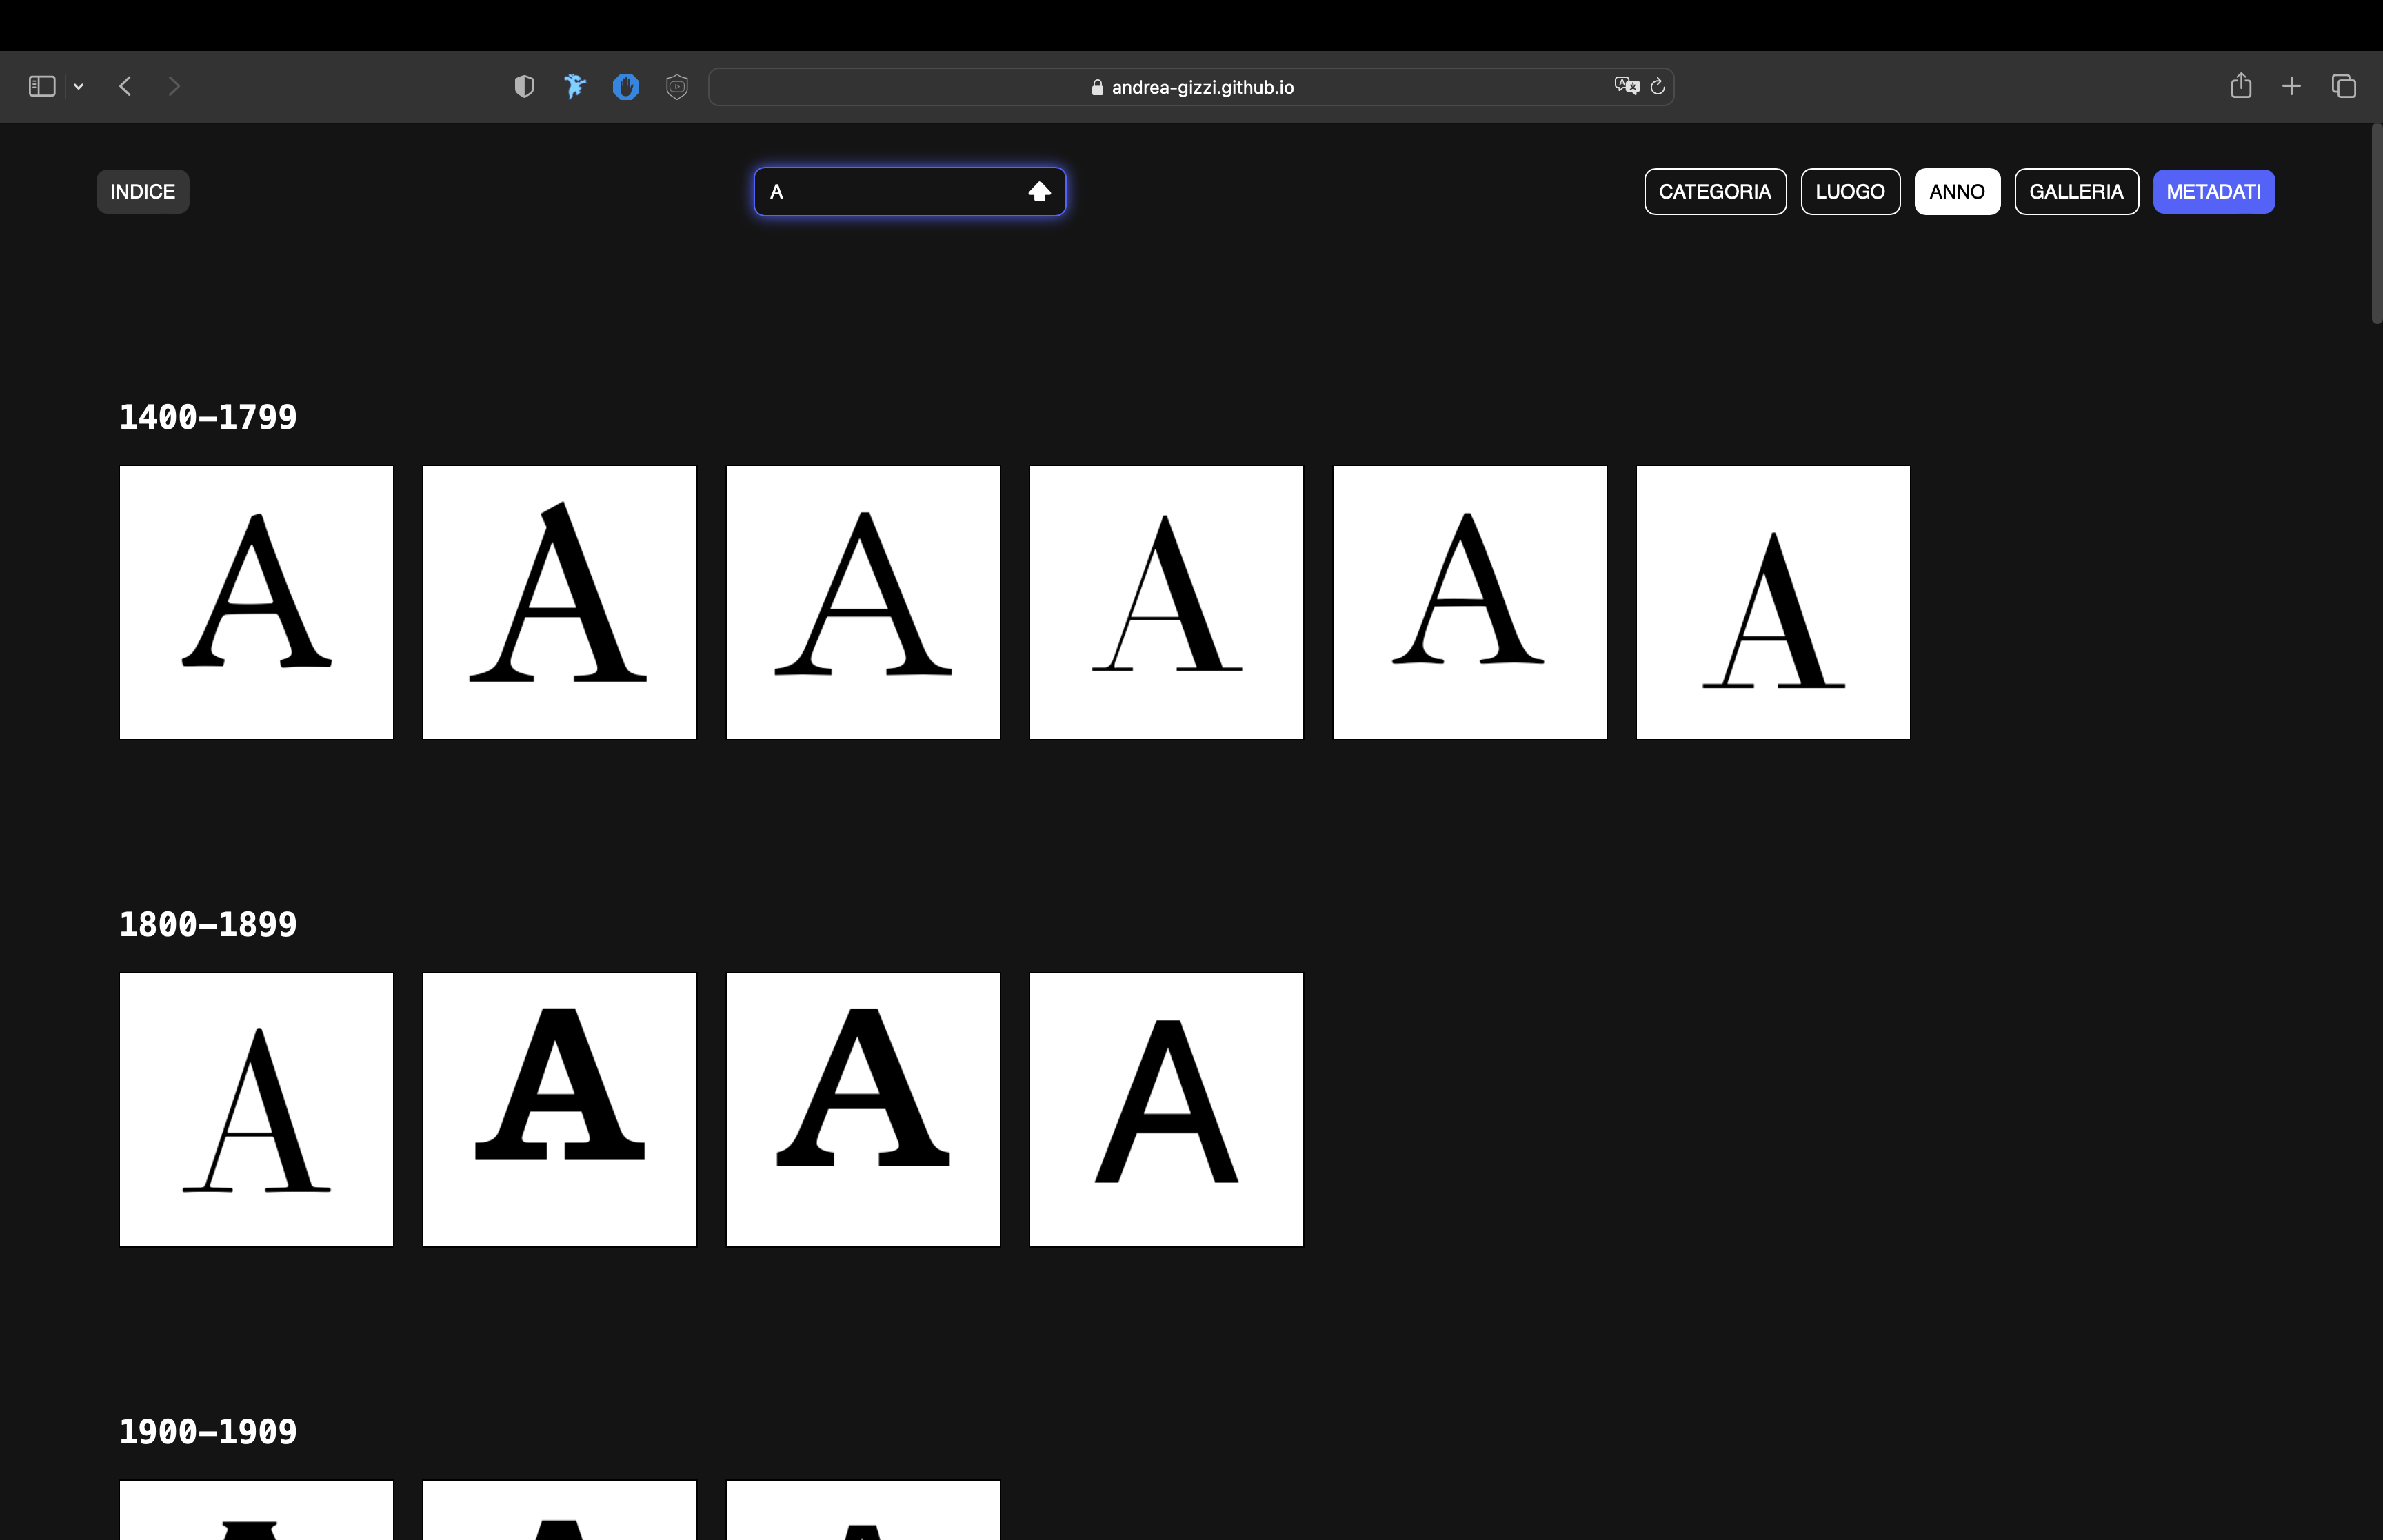 andrea-gizzi.github.io
INDICE
A
CATEGORIA
LUOGO
ANNO
GALLERIA
METADATI
1400–1799
A A A A A A
1800–1899
A A A A
1900–1909